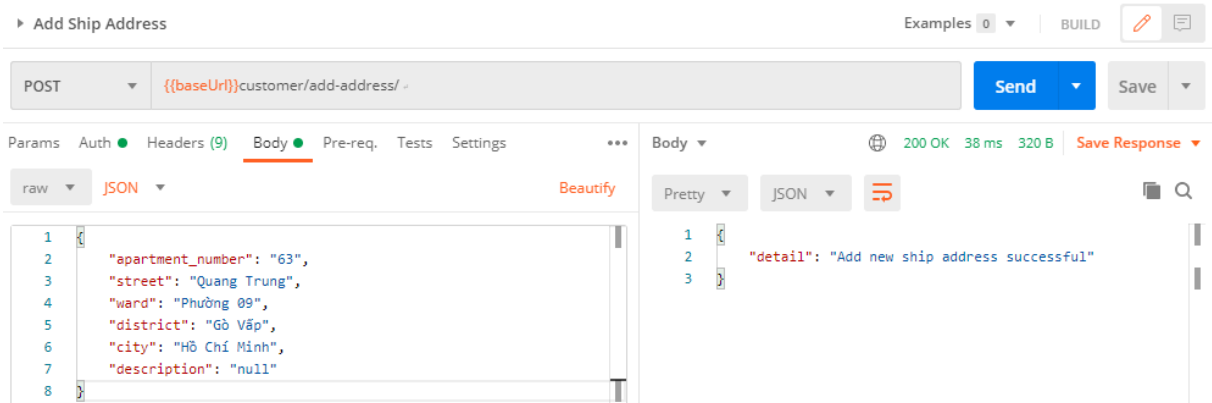 Add Ship Address
Examples 0 BUILD
POST {{baseUrl}}customer/add-address/ Send Save
Params Auth Headers (9) Body Pre-req. Tests Settings
raw JSON Beautify
1 {
2 "apartment_number": "63",
3 "street": "Quang Trung",
4 "ward": "Phường 09",
5 "district": "Gò Vấp",
6 "city": "Hồ Chí Minh",
7 "description": "null"
8 }
Body 200 OK 38 ms 320 B Save Response
Pretty JSON
1 {
2 "detail": "Add new ship address successful"
3 }